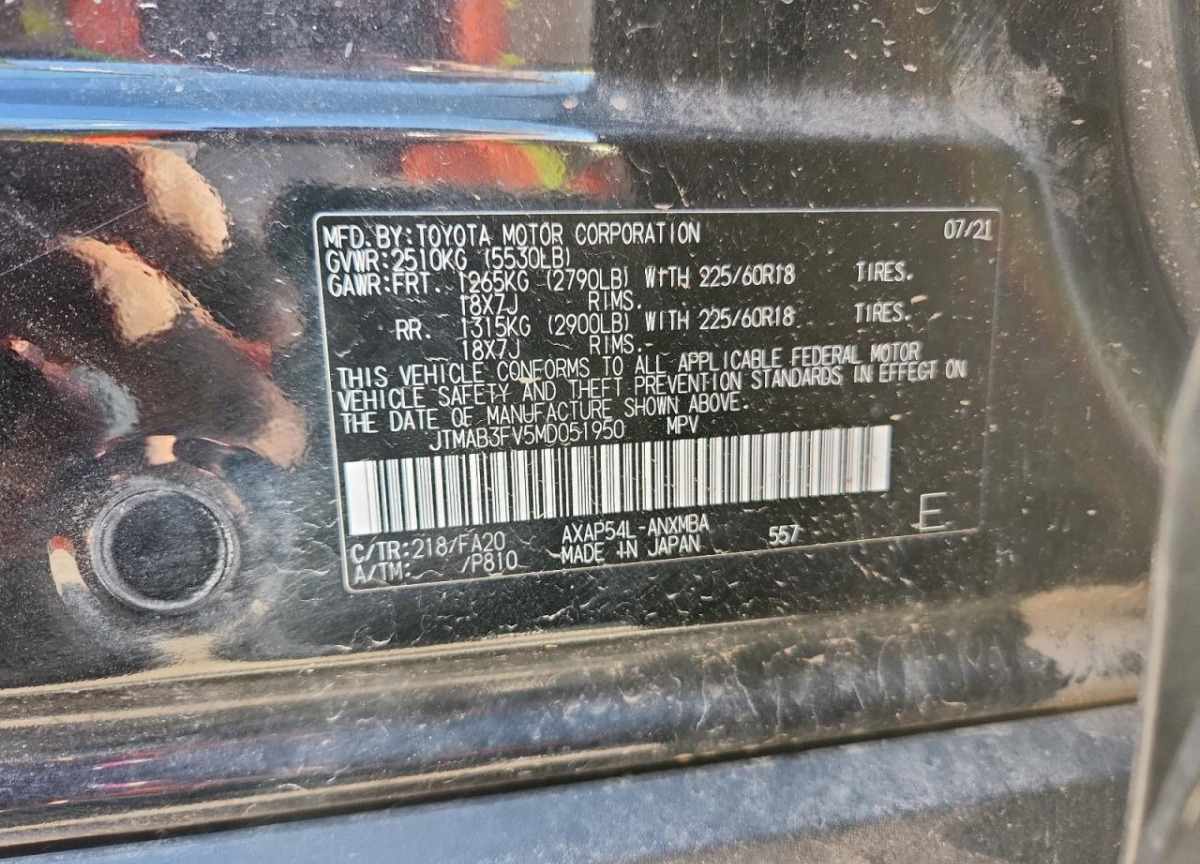 MFD. BY: TOYOTA MOTOR CORPORATION 07/21
GVWR: 2510KG (5530LB)
GAWR: FRT. 1265KG (2790LB) WITH 225/60R18 TIRES.
18X7J RIMS.
RR. 1315KG (2900LB) WITH 225/60R18 TIRES.
18X7J RIMS.
THIS VEHICLE CONFORMS TO ALL APPLICABLE FEDERAL MOTOR
VEHICLE SAFETY AND THEFT PREVENTION STANDARDS IN EFFECT ON
THE DATE OF MANUFACTURE SHOWN ABOVE.
JTMAB3FV5MD051950 MPV
C/TR: 218/FA20 AXAP54L-ANXMBA 557 E
A/TM: /P810 MADE IN JAPAN